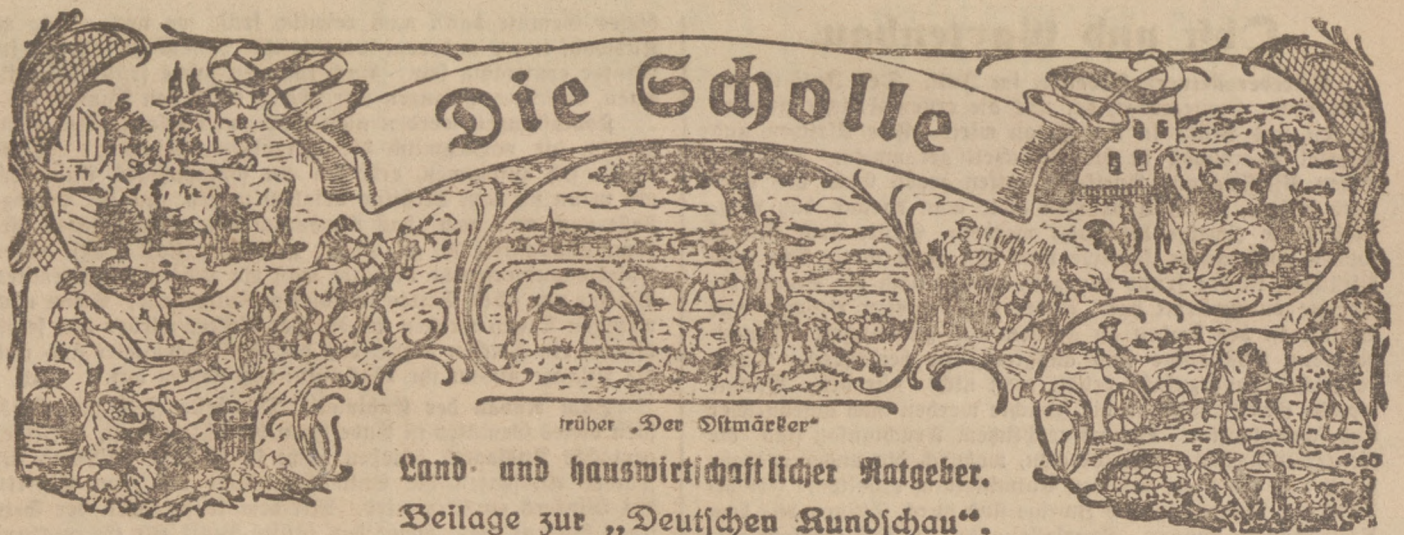 Die Scholle
früher „Der Ostmärker“
Land- und hauswirtschaftlicher Ratgeber.
Beilage zur „Deutschen Rundschau“.